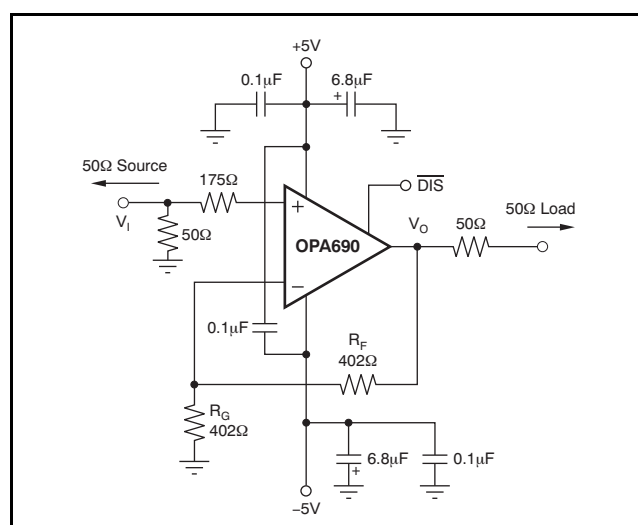 +5V
0.1μF
6.8μF
+
50Ω Source
175Ω
DIS
V_I
50Ω
+
OPA690
−
V_O
50Ω
50Ω Load
0.1μF
R_F
402Ω
R_G
402Ω
6.8μF
+
0.1μF
−5V